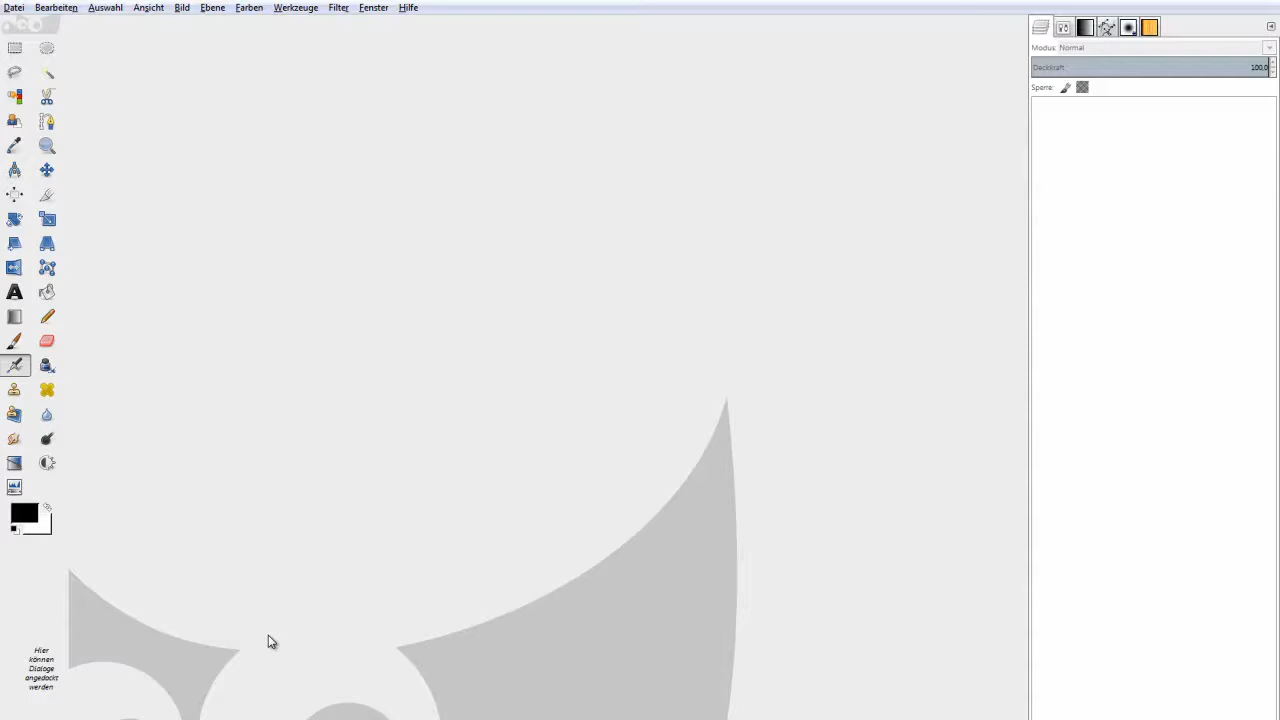 Datei Bearbeiten Auswahl Ansicht Bild Ebene Farben Werkzeuge Filter Fenster Hilfe
Modus: Normal
Deckkraft 100,0
Sperre:
A
Hier
können
Dialoge
angedockt
werden